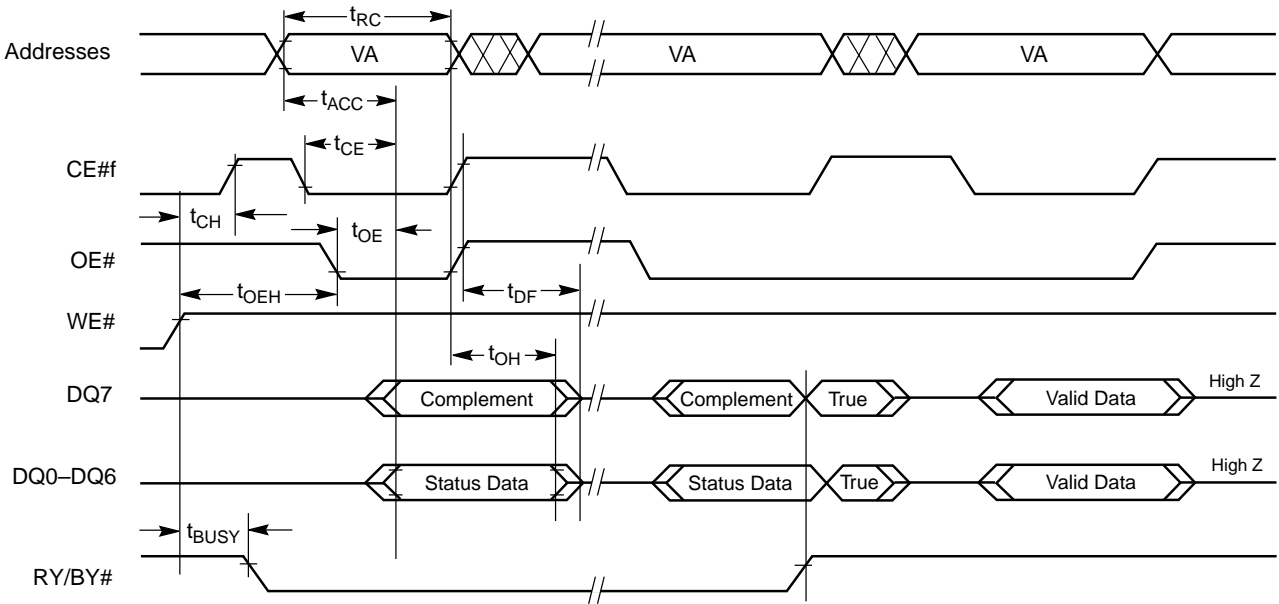 tRC
Addresses VA VA VA
tACC
tCE
CE#f
tCH
tOE
OE#
tOEH tDF
WE#
tOH
DQ7 Complement Complement True Valid Data High Z
DQ0–DQ6 Status Data Status Data True Valid Data High Z
tBUSY
RY/BY#